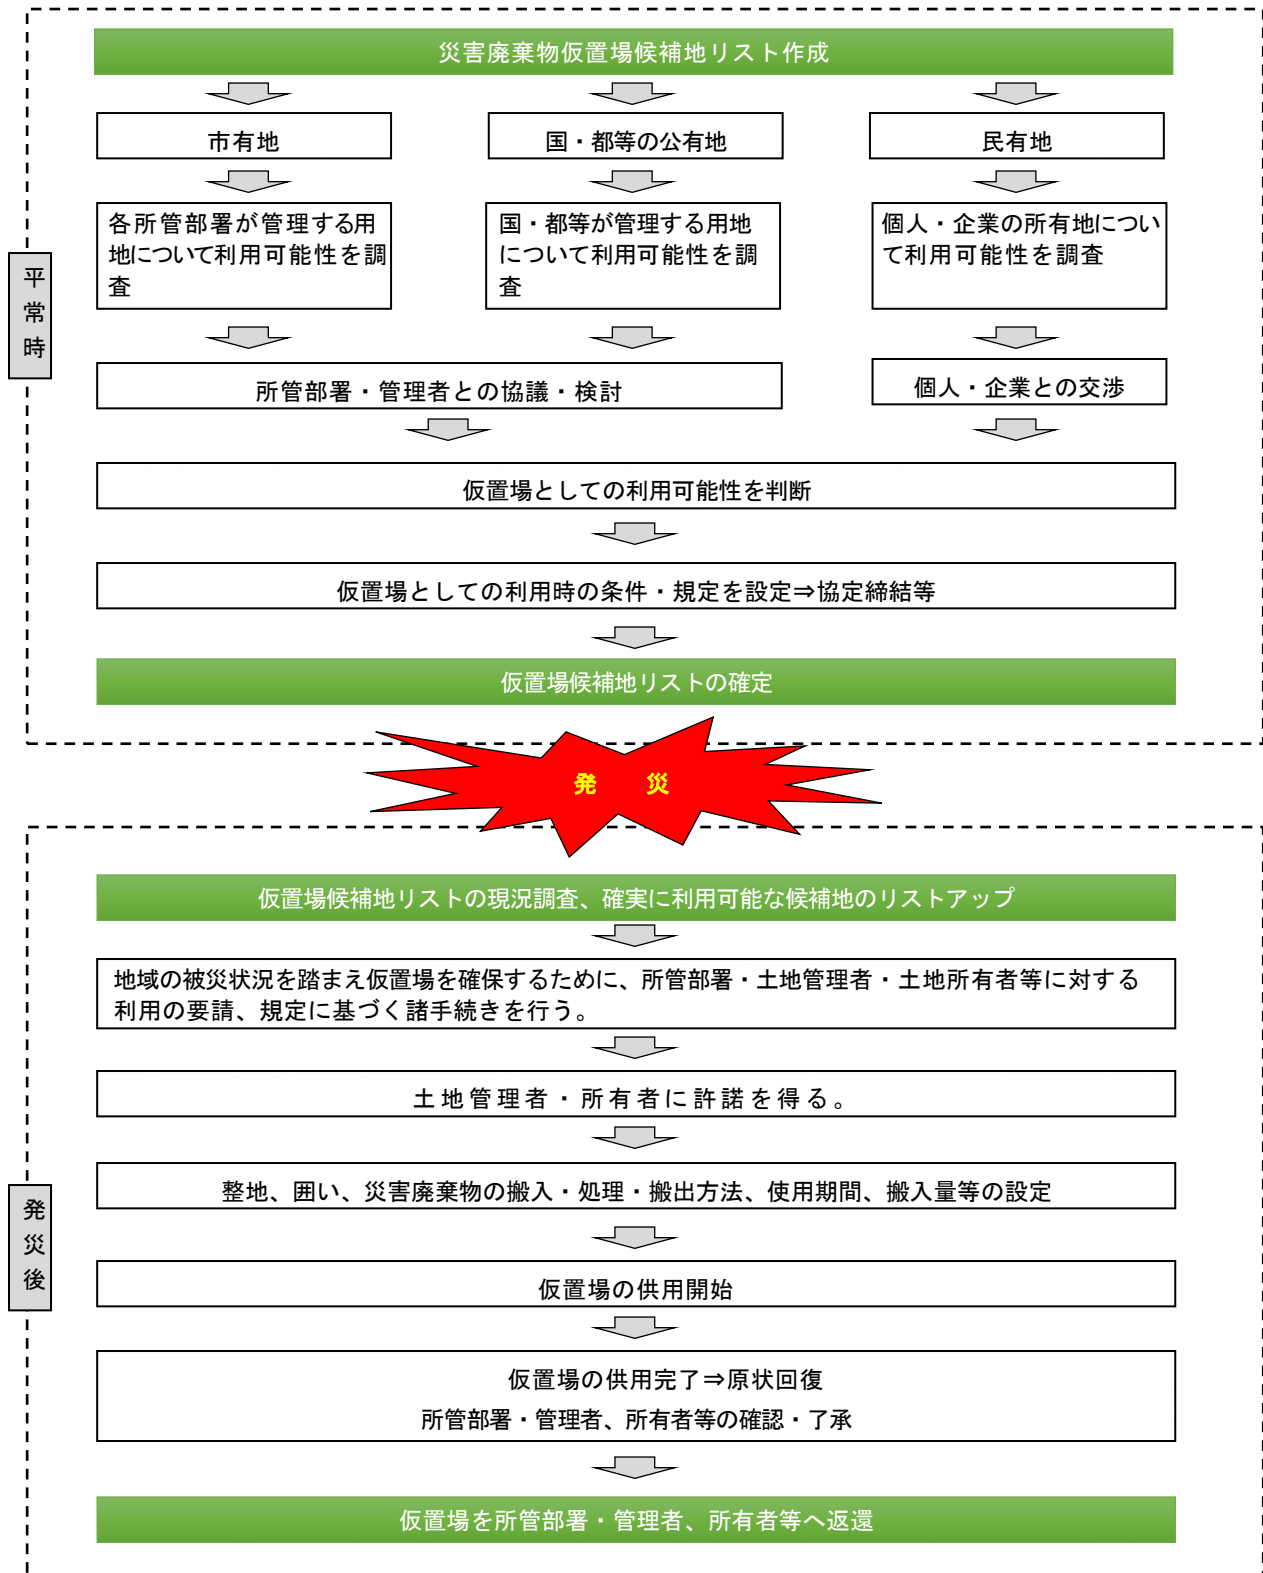 災害廃棄物仮置場候補地リスト作成
市有地
国・都等の公有地
民有地
各所管部署が管理する用
地について利用可能性を調
査
国・都等が管理する用地
について利用可能性を調
査
個人・企業の所有地につい
て利用可能性を調査
平常時
所管部署・管理者との協議・検討
個人・企業との交渉
仮置場としての利用可能性を判断
仮置場としての利用時の条件・規定を設定⇒協定締結等
仮置場候補地リストの確定
発　災
仮置場候補地リストの現況調査、確実に利用可能な候補地のリストアップ
地域の被災状況を踏まえ仮置場を確保するために、所管部署・土地管理者・土地所有者等に対する
利用の要請、規定に基づく諸手続きを行う。
土地管理者・所有者に許諾を得る。
整地、囲い、災害廃棄物の搬入・処理・搬出方法、使用期間、搬入量等の設定
発災後
仮置場の供用開始
仮置場の供用完了⇒原状回復
所管部署・管理者、所有者等の確認・了承
仮置場を所管部署・管理者、所有者等へ返還